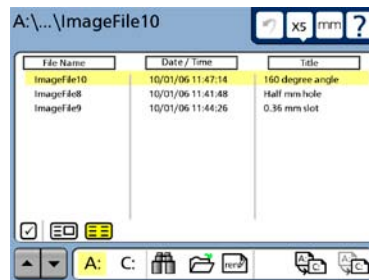 A:\...\ImageFile10
x5 mm ?
File Name Date / Time Title
ImageFile10 10/01/06 11:47:14 160 degree angle
ImageFile8 10/01/06 11:41:48 Half mm hole
ImageFile9 10/01/06 11:44:26 0.36 mm slot
A: C: